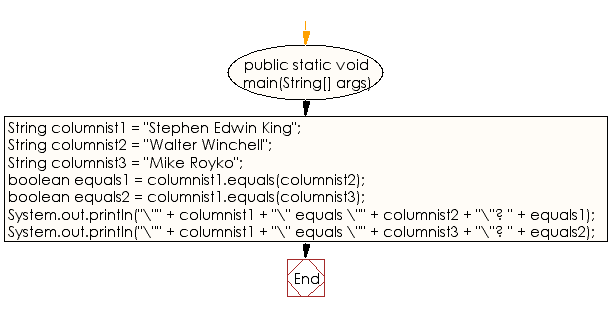 public static void
main(String[] args)
String columnist1 = "Stephen Edwin King";
String columnist2 = "Walter Winchell";
String columnist3 = "Mike Royko";
boolean equals1 = columnist1.equals(columnist2);
boolean equals2 = columnist1.equals(columnist3);
System.out.println("\"" + columnist1 + "\" equals \"" + columnist2 + "\"? " + equals1);
System.out.println("\"" + columnist1 + "\" equals \"" + columnist3 + "\"? " + equals2);
End